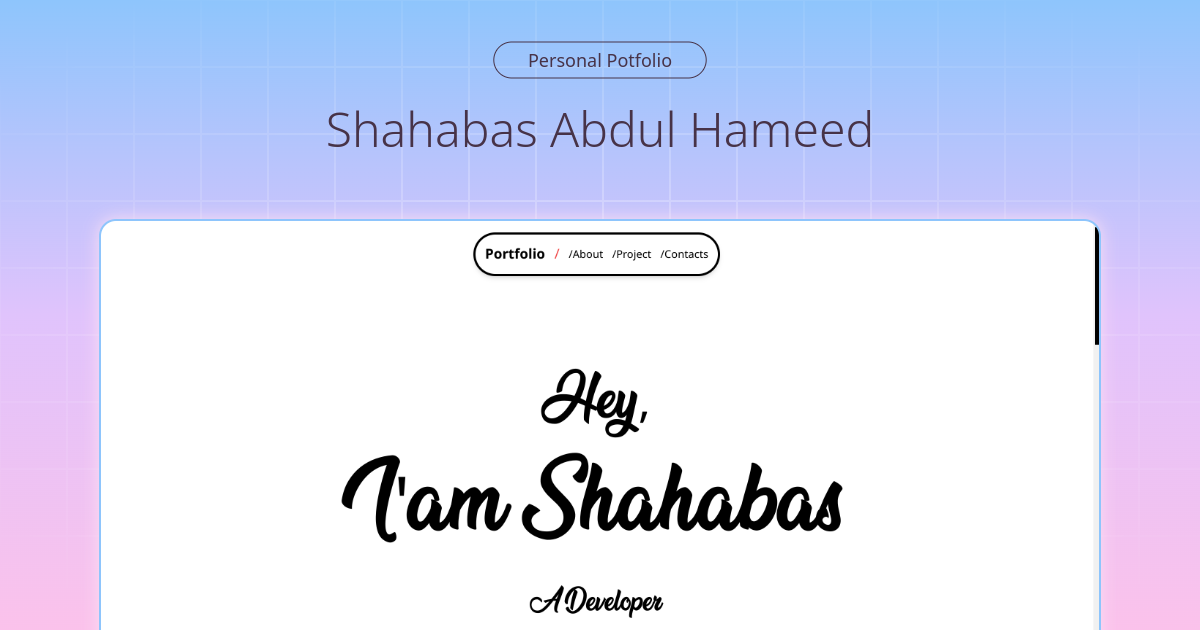 Personal Potfolio
Shahabas Abdul Hameed
Portfolio / /About /Project /Contacts
Hey,
I'am Shahabas
A Developer